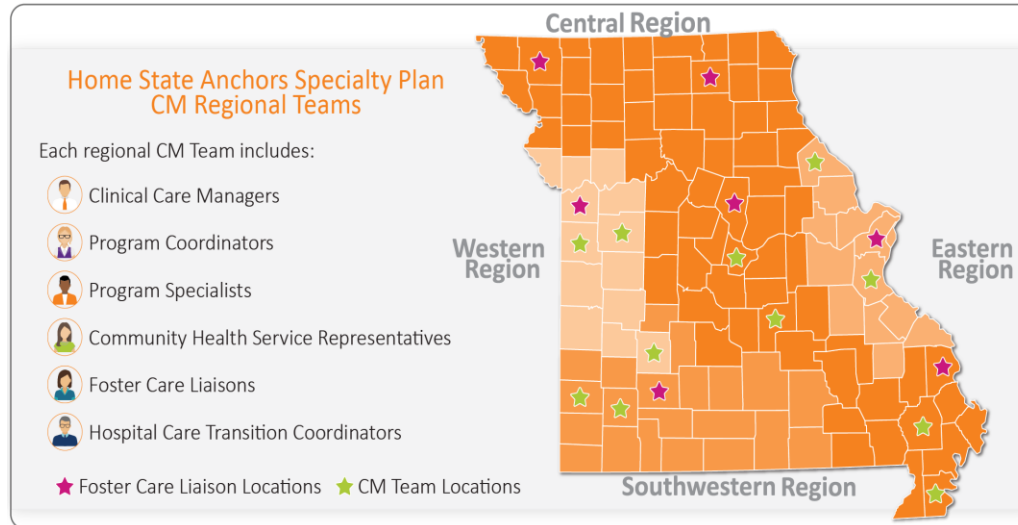 Central Region
Home State Anchors Specialty Plan
CM Regional Teams
Each regional CM Team includes:
Clinical Care Managers
Program Coordinators
Program Specialists
Community Health Service Representatives
Foster Care Liaisons
Hospital Care Transition Coordinators
Foster Care Liaison Locations
CM Team Locations
Western
Region
Eastern
Region
Southwestern Region